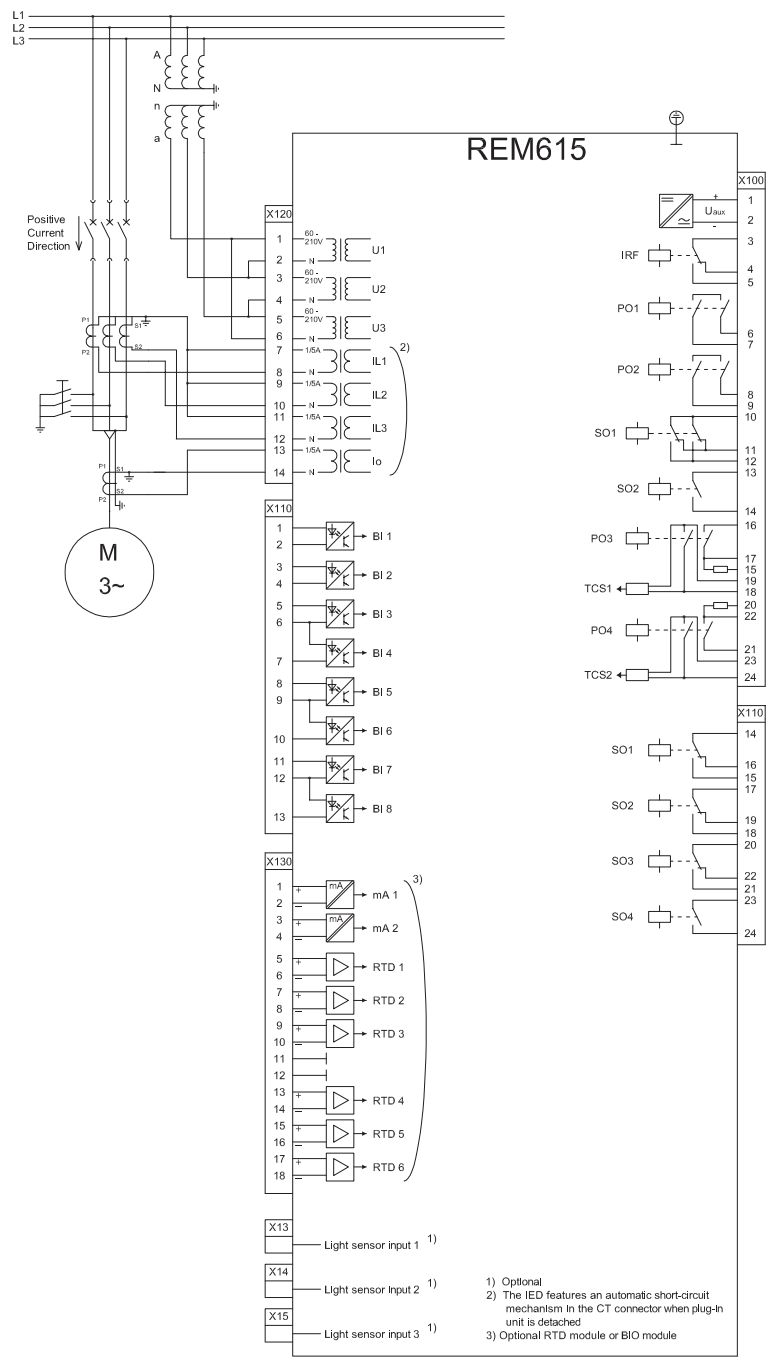 L1
L2
L3
A
N
n
a
REM615
Positive
Current
Direction
P1
S1
P2
S2
P1
S1
P2
S2
M
3~
X120
1
60 -
210V
2
N
U1
3
60 -
210V
4
N
U2
5
60 -
210V
6
N
U3
7
1/5A
8
N
IL1
2)
9
1/5A
10
N
IL2
11
1/5A
12
N
IL3
13
1/5A
14
N
Io
X110
1
2
BI 1
3
4
BI 2
5
6
BI 3
7
BI 4
8
9
BI 5
10
BI 6
11
12
BI 7
13
BI 8
X130
1
+
mA
2
–
mA 1
3)
3
+
mA
4
–
mA 2
5
+
6
–
RTD 1
7
+
8
–
RTD 2
9
+
10
–
RTD 3
11
12
13
+
14
–
RTD 4
15
+
16
–
RTD 5
17
+
18
–
RTD 6
X13
Light sensor input 1 1)
X14
Light sensor input 2 1)
X15
Light sensor input 3 1)
X100
+
Uaux
-
1
2
IRF
3
4
5
PO1
6
7
PO2
8
9
SO1
10
11
12
SO2
13
14
PO3
16
17
15
TCS1
19
18
20
22
PO4
21
23
TCS2
24
X110
SO1
14
16
15
SO2
17
19
18
SO3
20
22
21
SO4
23
24
1) Optional
2) The IED features an automatic short-circuit
mechanism in the CT connector when plug-in
unit is detached
3) Optional RTD module or BIO module